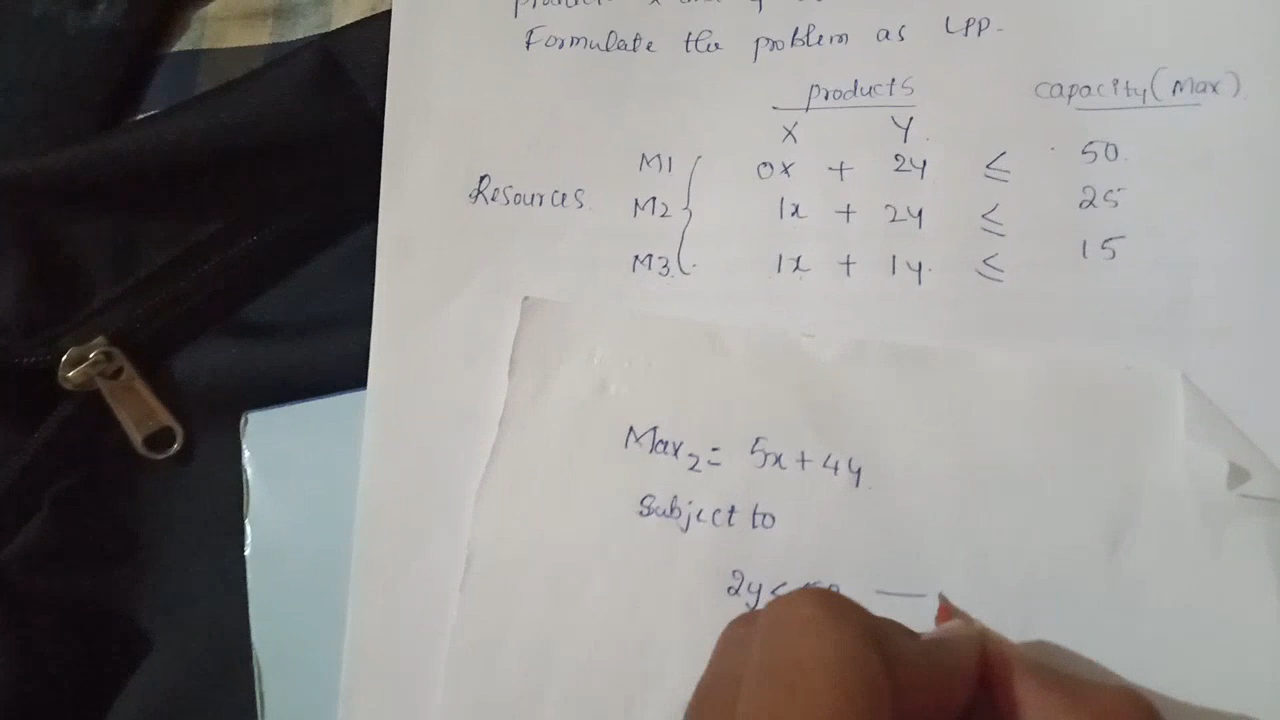 Formulate the problem as LPP.
products capacity(Max)
X Y
M1 0x + 2y ≤ 50
Resources M2 1x + 2y ≤ 25
M3 1x + 1y ≤ 15
Max z = 5x + 4y
Subject to
2y ≤